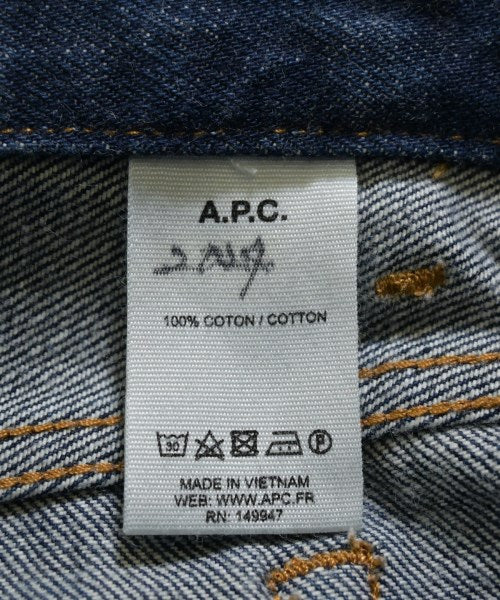 A.P.C.
100% COTON / COTTON
MADE IN VIETNAM
WEB: WWW.APC.FR
RN: 149947